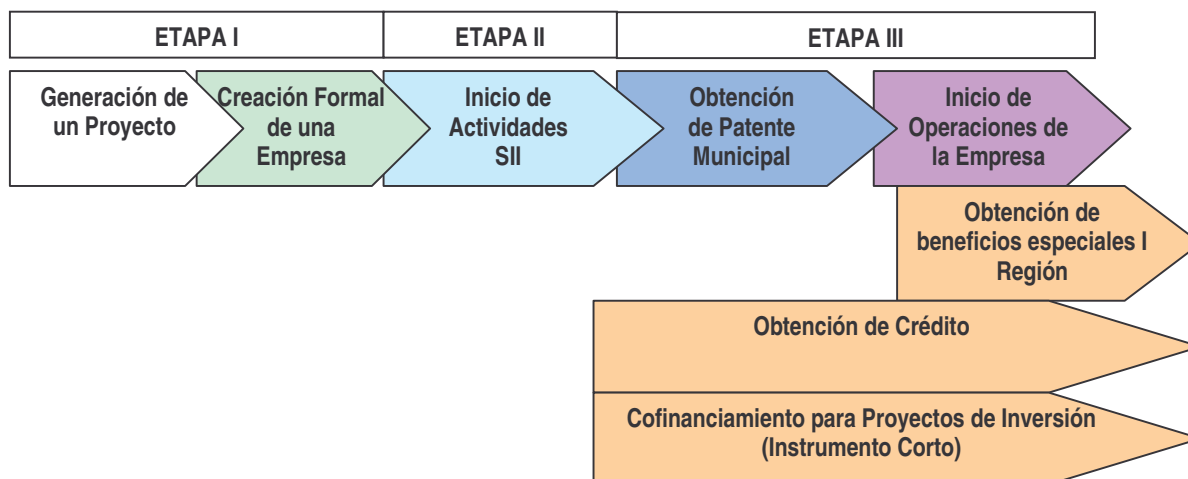 ETAPA I
ETAPA II
ETAPA III
Generación de
un Proyecto
Creación Formal
de una
Empresa
Inicio de
Actividades
SII
Obtención
de Patente
Municipal
Inicio de
Operaciones de
la Empresa
Obtención de
beneficios especiales I
Región
Obtención de Crédito
Cofinanciamiento para Proyectos de Inversión
(Instrumento Corto)